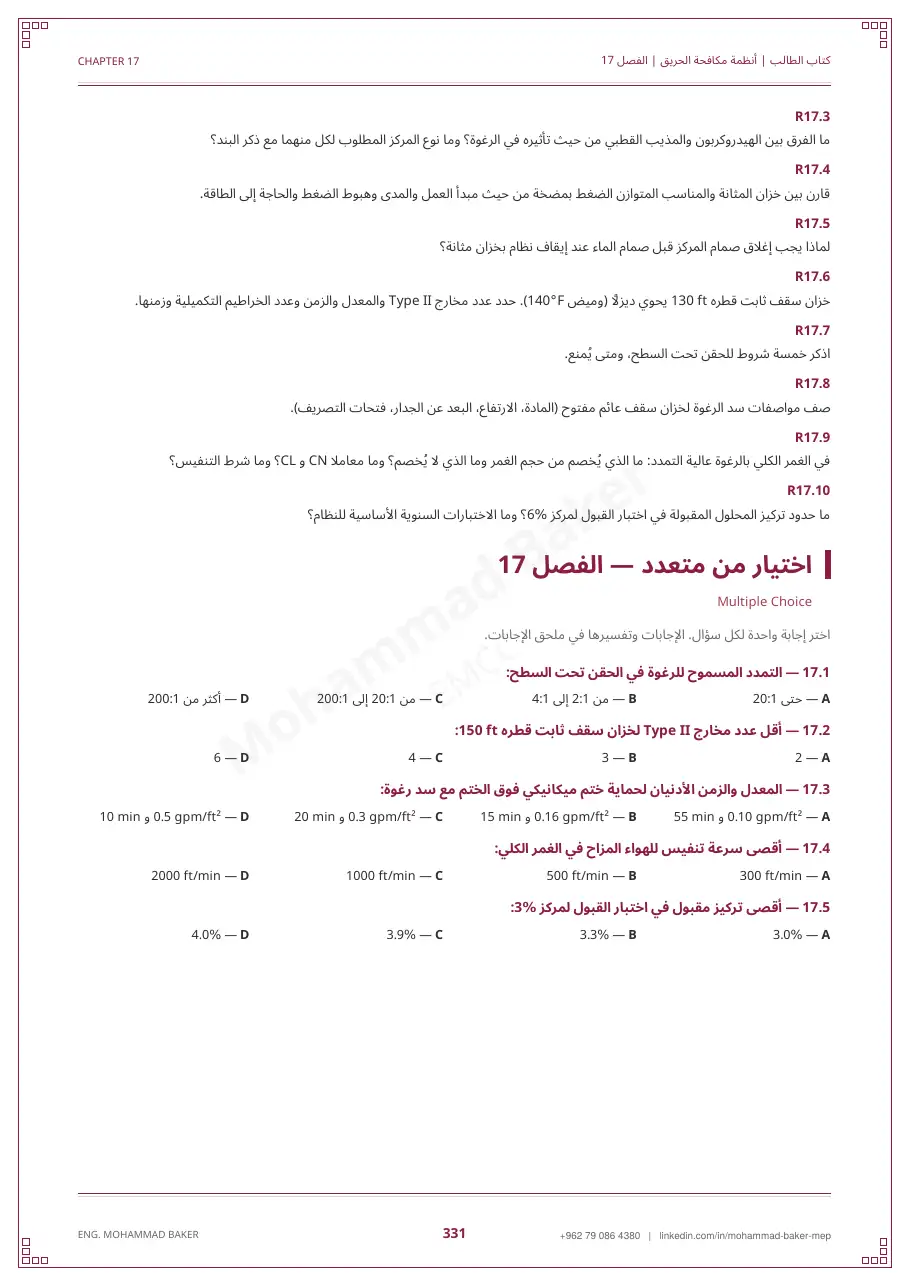 كتاب الطالب | أنظمة مكافحة الحريق | الفصل 17
CHAPTER 17
R17.3
ما الفرق بين الهيدروكربون والمذيب القطبي من حيث تأثيره في الرغوة؟ وما نوع المركز المطلوب لكل منهما مع ذكر البند؟
R17.4
قارن بين خزان المثانة والمناسب المتوازن الضغط بمضخة من حيث مبدأ العمل والمدى وهبوط الضغط والحاجة إلى الطاقة.
R17.5
لماذا يجب إغلاق صمام المركز قبل صمام الماء عند إيقاف نظام بخزان مثانة؟
R17.6
خزان سقف ثابت قطره 130 ft يحوي ديزلًا (وميض 140°F). حدد عدد مخارج Type II والمعدل والزمن وعدد الخراطيم التكميلية وزمنها.
R17.7
اذكر خمسة شروط للحقن تحت السطح، ومتى يُمنع.
R17.8
صف مواصفات سد الرغوة لخزان سقف عائم مفتوح (المادة، الارتفاع، البعد عن الجدار، فتحات التصريف).
R17.9
في الغمر الكلي بالرغوة عالية التمدد: ما الذي يُخصم من حجم الغمر وما الذي لا يُخصم؟ وما معاملا CN و CL؟ وما شرط التنفيس؟
R17.10
ما حدود تركيز المحلول المقبولة في اختبار القبول لمركز 6%؟ وما الاختبارات السنوية الأساسية للنظام؟
اختيار من متعدد — الفصل 17
Multiple Choice
اختر إجابة واحدة لكل سؤال. الإجابات وتفسيرها في ملحق الإجابات.
17.1 — التمدد المسموح للرغوة في الحقن تحت السطح:
A — حتى 20:1 B — من 2:1 إلى 4:1 C — من 20:1 إلى 200:1 D — أكثر من 200:1
17.2 — أقل عدد مخارج Type II لخزان سقف ثابت قطره 150 ft:
A — 2 B — 3 C — 4 D — 6
17.3 — المعدل والزمن الأدنيان لحماية ختم ميكانيكي فوق الختم مع سد رغوة:
A — 0.10 gpm/ft² و 55 min B — 0.16 gpm/ft² و 15 min C — 0.3 gpm/ft² و 20 min D — 0.5 gpm/ft² و 10 min
17.4 — أقصى سرعة تنفيس للهواء المزاح في الغمر الكلي:
A — 300 ft/min B — 500 ft/min C — 1000 ft/min D — 2000 ft/min
17.5 — أقصى تركيز مقبول في اختبار القبول لمركز 3%:
A — 3.0% B — 3.3% C — 3.9% D — 4.0%
Mohammad Baker
ENG. MOHAMMAD BAKER
331
+962 79 086 4380 | linkedin.com/in/mohammad-baker-mep